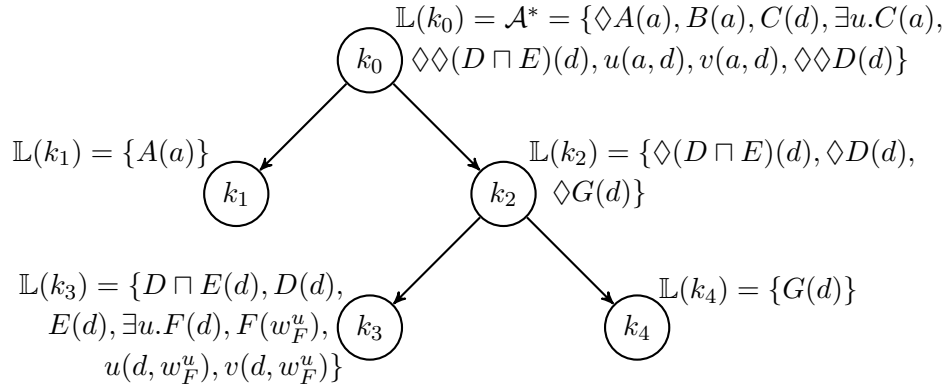 𝕃(k₀) = 𝒜* = {◊A(a), B(a), C(d), ∃u.C(a),
◊◊(D ⊓ E)(d), u(a, d), v(a, d), ◊◊D(d)}
k₀
𝕃(k₁) = {A(a)}
k₁
𝕃(k₂) = {◊(D ⊓ E)(d), ◊D(d),
◊G(d)}
k₂
𝕃(k₃) = {D ⊓ E(d), D(d),
E(d), ∃u.F(d), F(w_F^u),
u(d, w_F^u), v(d, w_F^u)}
k₃
𝕃(k₄) = {G(d)}
k₄